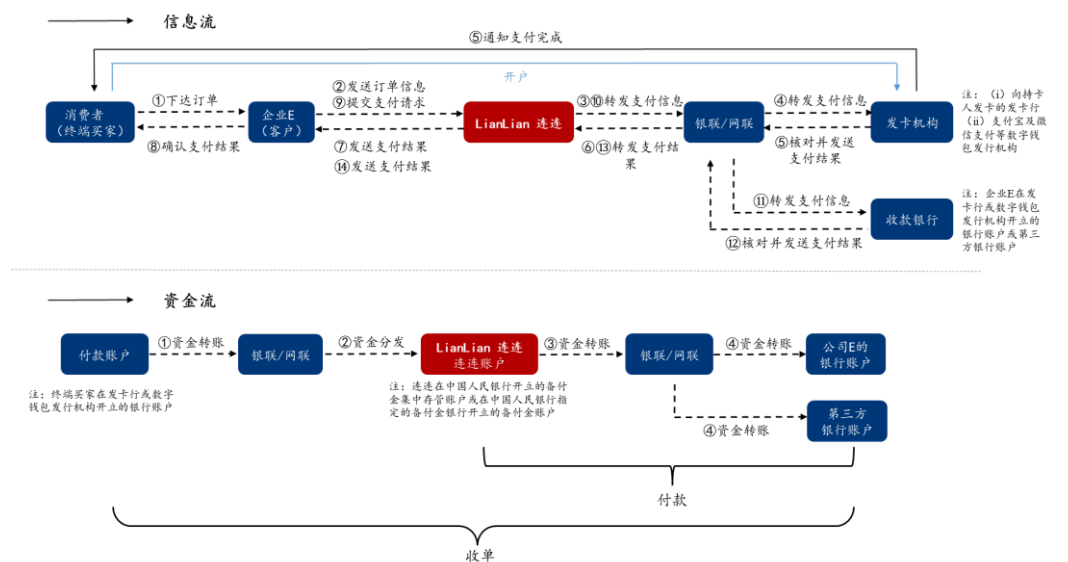 信息流
⑤通知支付完成
开户
消费者
(终端买家)
①下达订单
⑧确认支付结果
企业E
(客户)
②发送订单信息
⑨提交支付请求
⑦发送支付结果
⑭发送支付结果
LianLian 连连
③⑩转发支付信息
⑥⑬转发支付结
果
银联/网联
④转发支付信息
⑤核对并发送
支付结果
发卡机构
注：（i）向持卡
人发卡的发卡行
（ii）支付宝及微
信支付等数字钱
包发行机构
⑪转发支付信息
⑫核对并发送支付结果
收款银行
注：企业E在发
卡行或数字钱包
发行机构开立的
银行账户或第三
方银行账户
资金流
付款账户
①资金转账
银联/网联
②资金分发
LianLian 连连
连连账户
③资金转账
银联/网联
④资金转账
公司E的
银行账户
注：终端买家在发卡行或数字
钱包发行机构开立的银行账户
注：连连在中国人民银行开立的备付
金集中存管账户或在中国人民银行指
定的备付金银行开立的备付金账户
④资金转账
第三方
银行账户
付款
收单